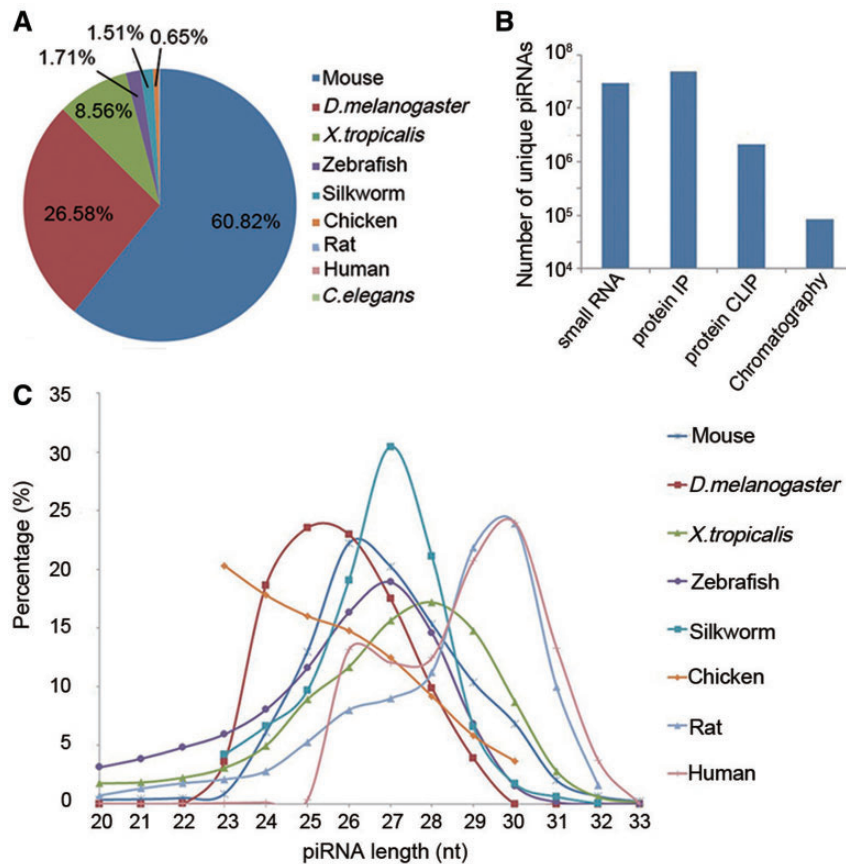 A
1.51%
0.65%
1.71%
8.56%
26.58%
60.82%
Mouse
D.melanogaster
X.tropicalis
Zebrafish
Silkworm
Chicken
Rat
Human
C.elegans
B
Number of unique piRNAs
10^8
10^7
10^6
10^5
10^4
small RNA
protein IP
protein CLIP
Chromatography
C
Percentage (%)
35
30
25
20
15
10
5
0
20 21 22 23 24 25 26 27 28 29 30 31 32 33
piRNA length (nt)
Mouse
D.melanogaster
X.tropicalis
Zebrafish
Silkworm
Chicken
Rat
Human